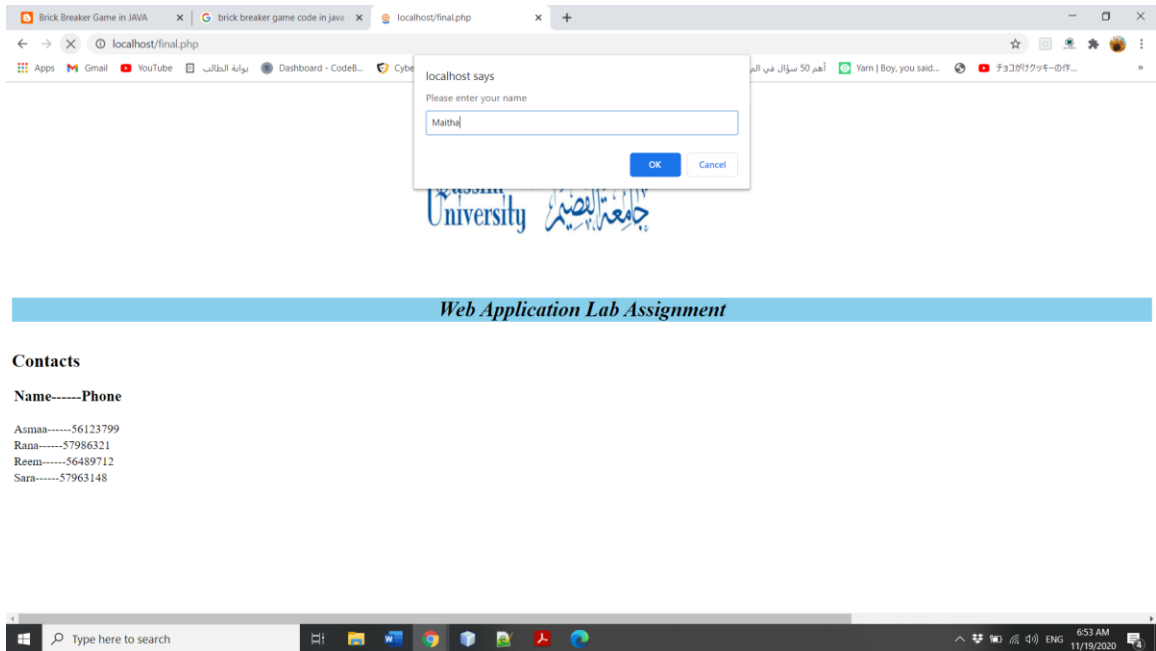 Brick Breaker Game in JAVA
brick breaker game code in java
localhost/final.php
localhost/final.php
Apps Gmail YouTube بوابة الطالب Dashboard - CodeB... Cybe أهم 50 سؤال في الم Yarn | Boy, you said... チョコがけクッキーの作...
localhost says
Please enter your name
Maitha
OK Cancel
University جامعة القصيم
Web Application Lab Assignment
Contacts
Name------Phone
Asmaa------56123799
Rana------57986321
Reem------56489712
Sara------57963148
Type here to search
ENG
6:53 AM
11/19/2020
4